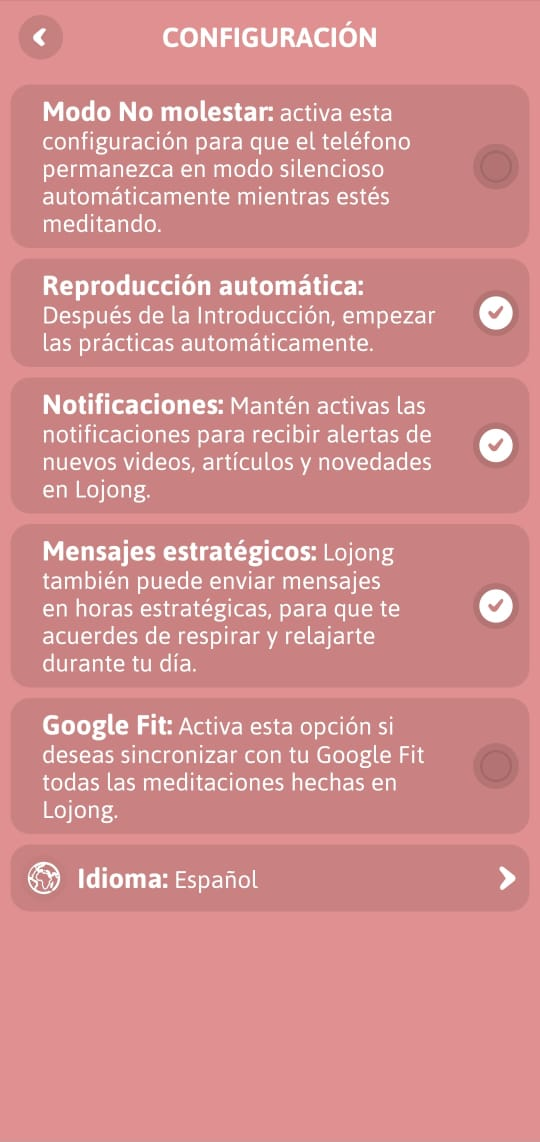 CONFIGURACIÓN
Modo No molestar: activa esta
configuración para que el teléfono
permanezca en modo silencioso
automáticamente mientras estés
meditando.
Reproducción automática:
Después de la Introducción, empezar
las prácticas automáticamente.
Notificaciones: Mantén activas las
notificaciones para recibir alertas de
nuevos videos, artículos y novedades
en Lojong.
Mensajes estratégicos: Lojong
también puede enviar mensajes
en horas estratégicas, para que te
acuerdes de respirar y relajarte
durante tu día.
Google Fit: Activa esta opción si
deseas sincronizar con tu Google Fit
todas las meditaciones hechas en
Lojong.
Idioma: Español